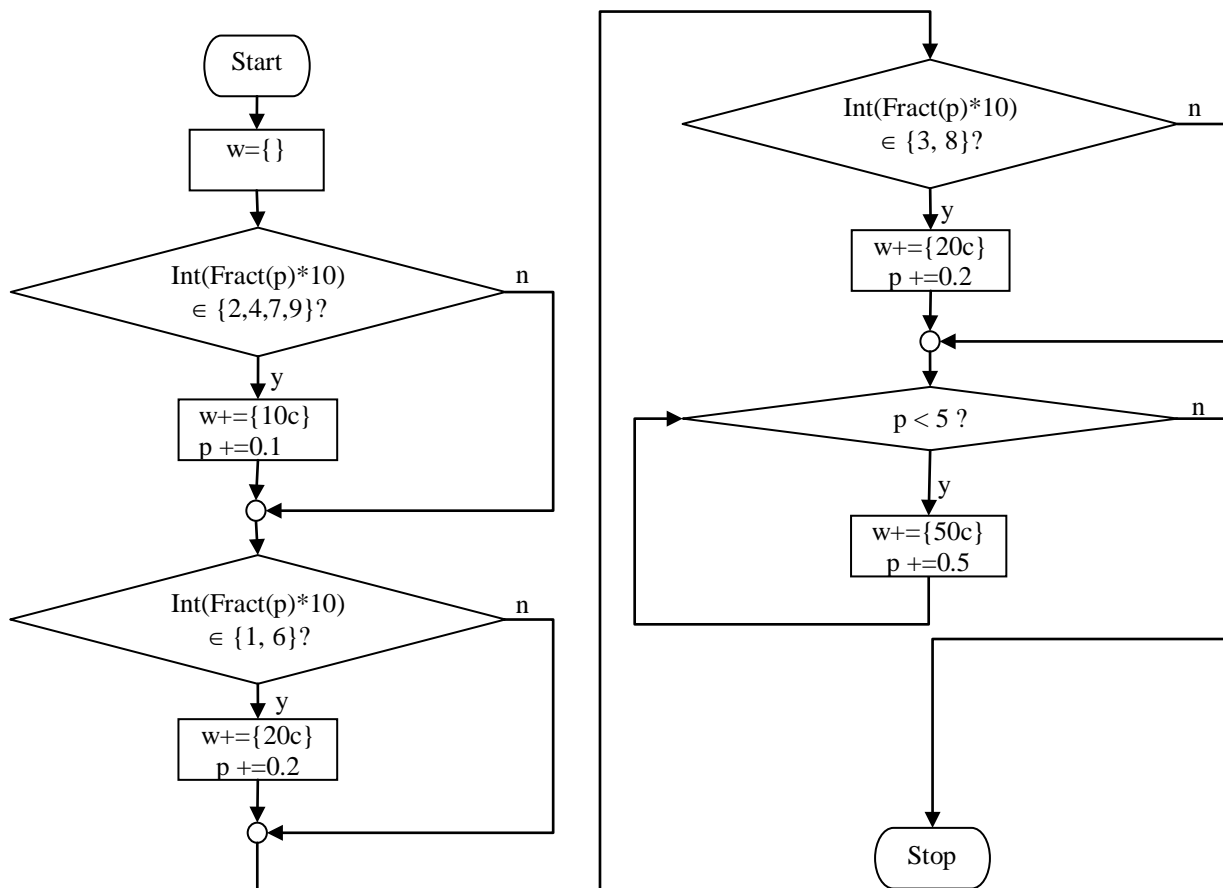 Start
w={}
Int(Fract(p)*10)
∈ {2,4,7,9}?
n
y
w+={10c}
p +=0.1
Int(Fract(p)*10)
∈ {1, 6}?
n
y
w+={20c}
p +=0.2
Int(Fract(p)*10)
∈ {3, 8}?
n
y
w+={20c}
p +=0.2
p < 5 ?
n
y
w+={50c}
p +=0.5
Stop